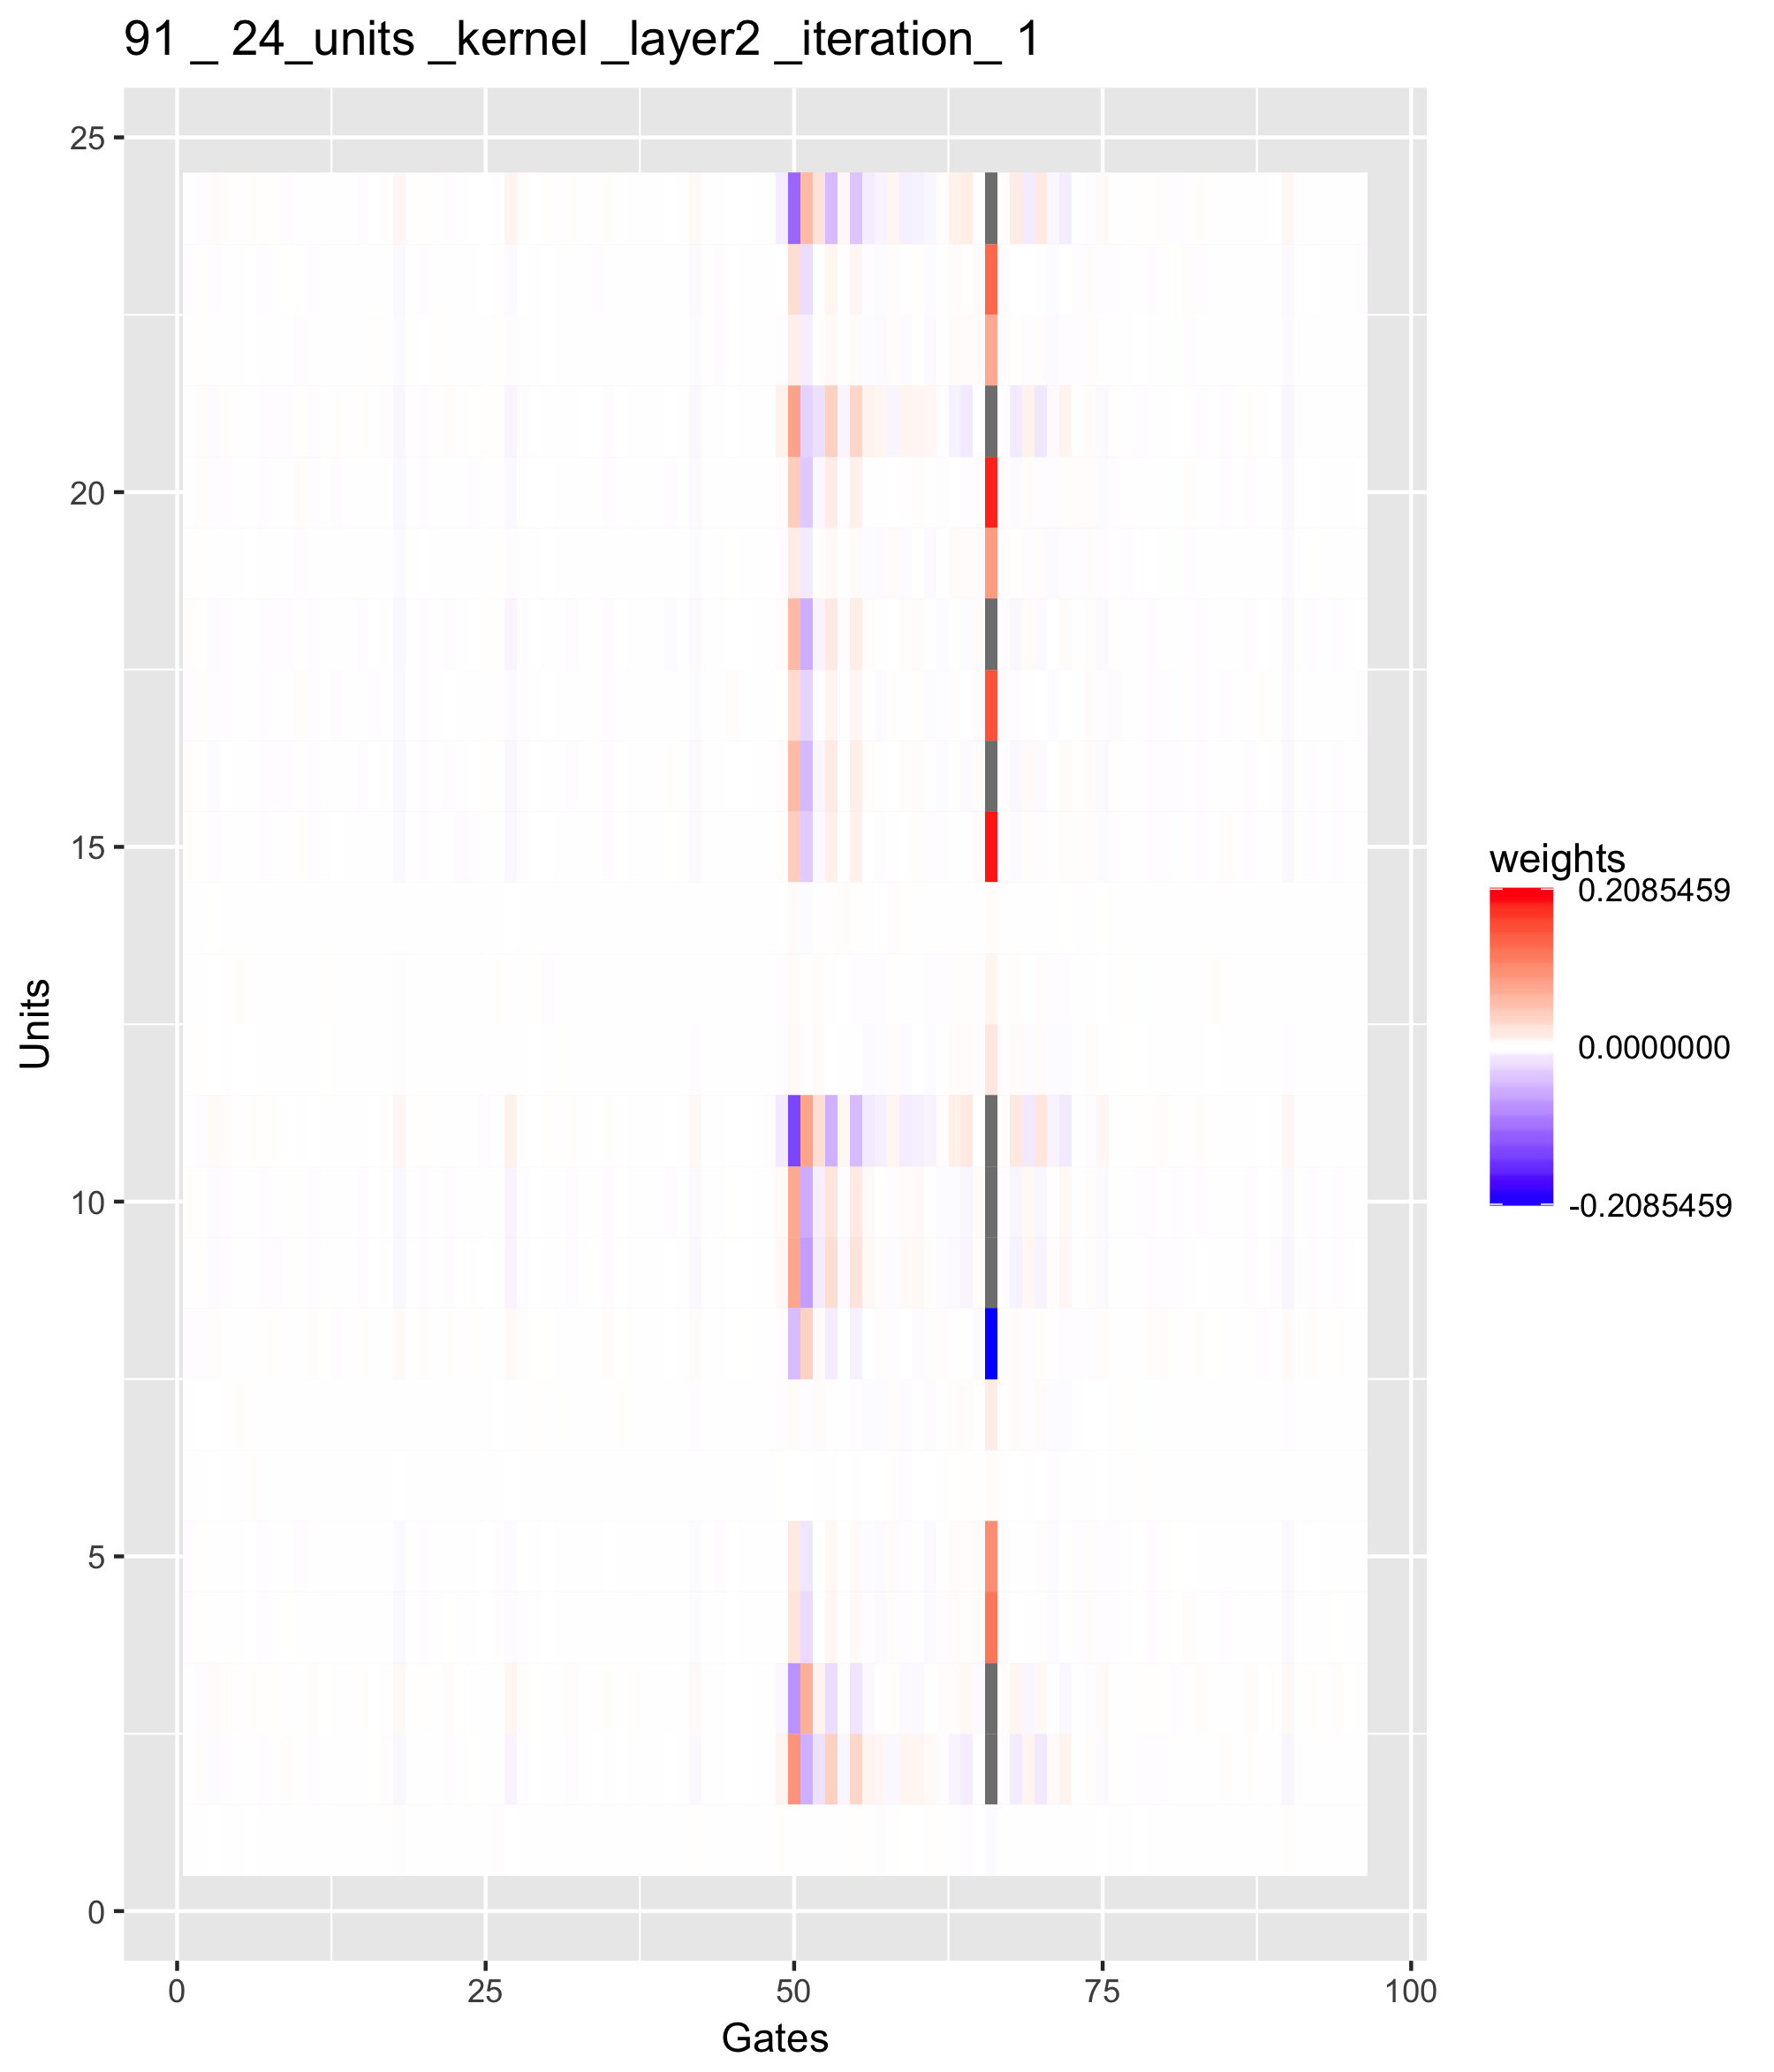 91 _ 24_units _kernel _layer2 _iteration_ 1
25
20
15
10
5
0
Units
0 25 50 75 100
Gates
weights
0.2085459
0.0000000
-0.2085459